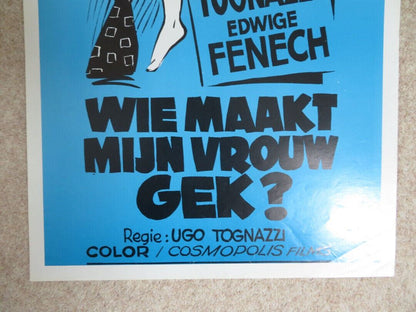 TOGNAZZI
EDWIGE
FENECH
WIE MAAKT
MIJN VROUW
GEK?
Regie: UGO TOGNAZZI
COLOR / COSMOPOLIS FILMS